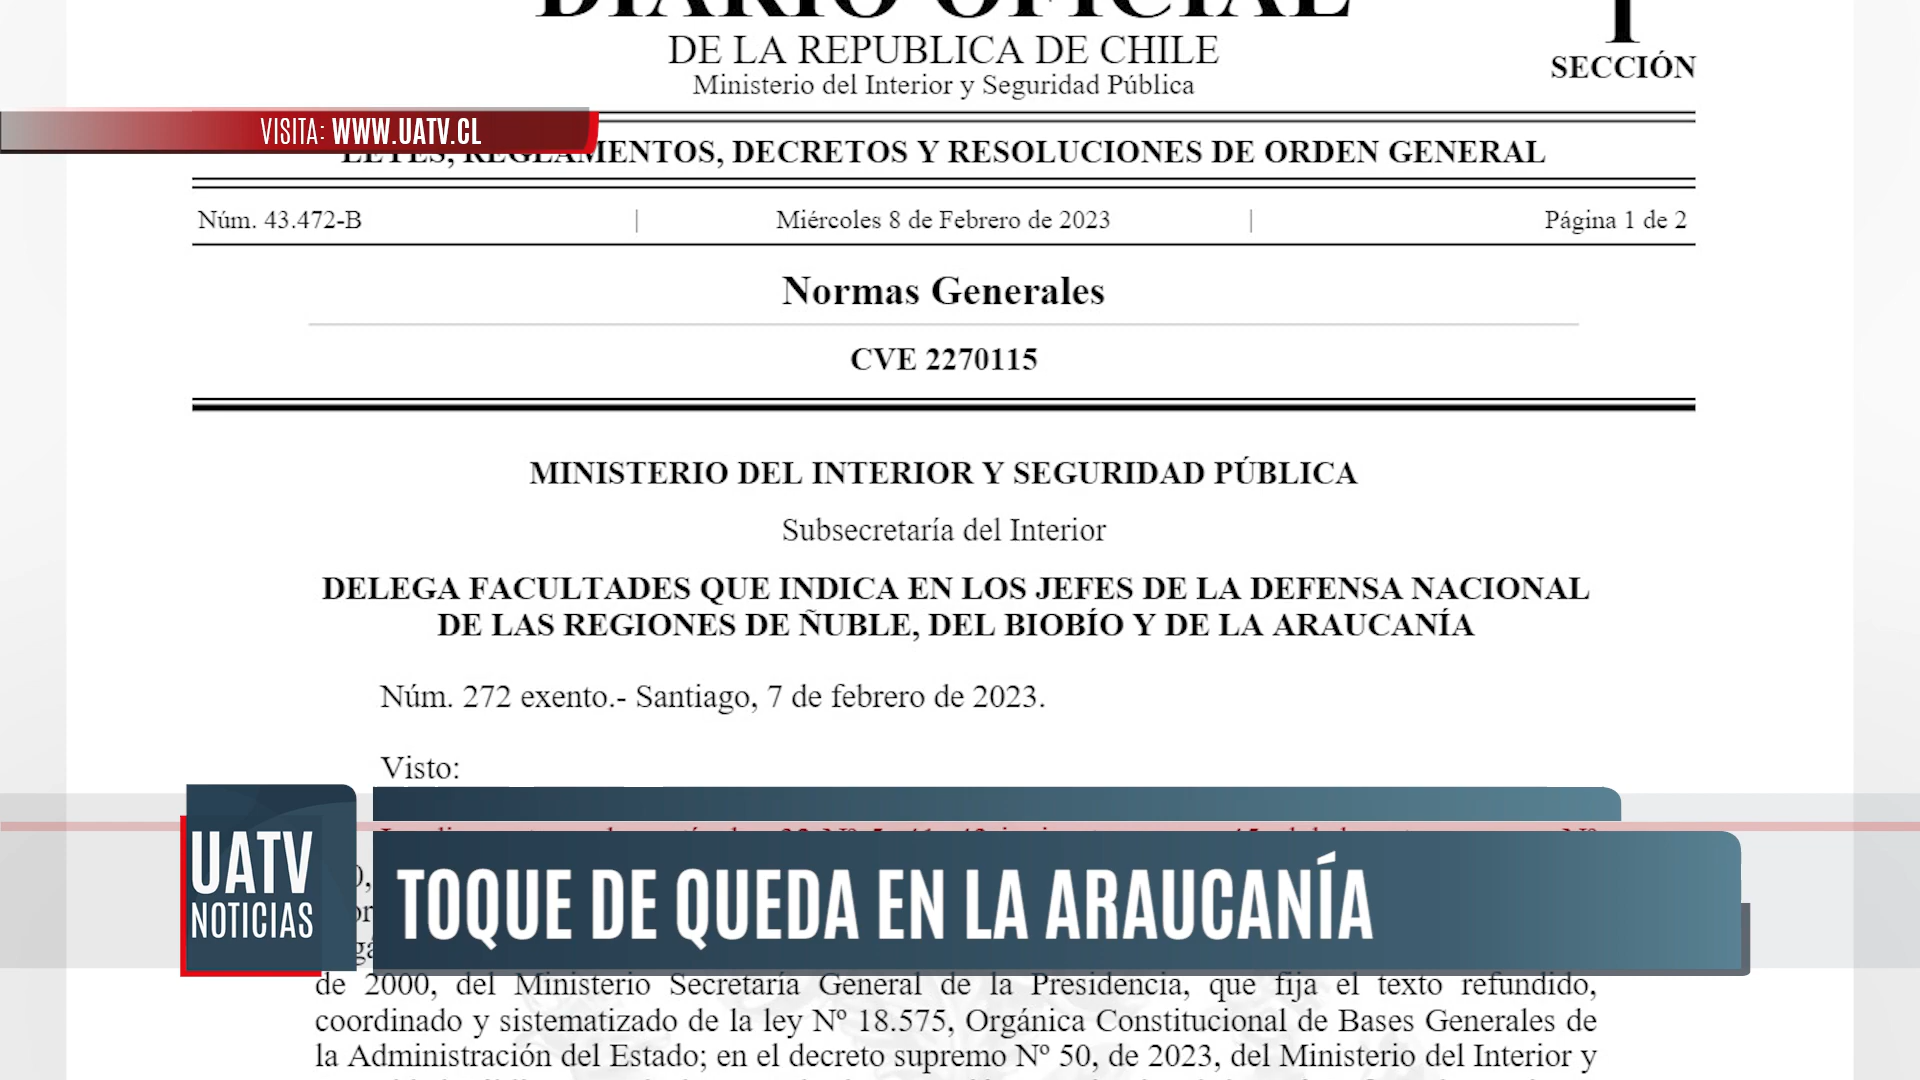 DIARIO OFICIAL
DE LA REPUBLICA DE CHILE
Ministerio del Interior y Seguridad Pública
I
SECCIÓN
VISITA: WWW.UATV.CL
LEYES, REGLAMENTOS, DECRETOS Y RESOLUCIONES DE ORDEN GENERAL
Núm. 43.472-B | Miércoles 8 de Febrero de 2023 | Página 1 de 2
Normas Generales
CVE 2270115
MINISTERIO DEL INTERIOR Y SEGURIDAD PÚBLICA
Subsecretaría del Interior
DELEGA FACULTADES QUE INDICA EN LOS JEFES DE LA DEFENSA NACIONAL
DE LAS REGIONES DE ÑUBLE, DEL BIOBÍO Y DE LA ARAUCANÍA
Núm. 272 exento.- Santiago, 7 de febrero de 2023.
Visto:
UATV
NOTICIAS
TOQUE DE QUEDA EN LA ARAUCANÍA
de 2000, del Ministerio Secretaría General de la Presidencia, que fija el texto refundido,
coordinado y sistematizado de la ley Nº 18.575, Orgánica Constitucional de Bases Generales de
la Administración del Estado; en el decreto supremo Nº 50, de 2023, del Ministerio del Interior y